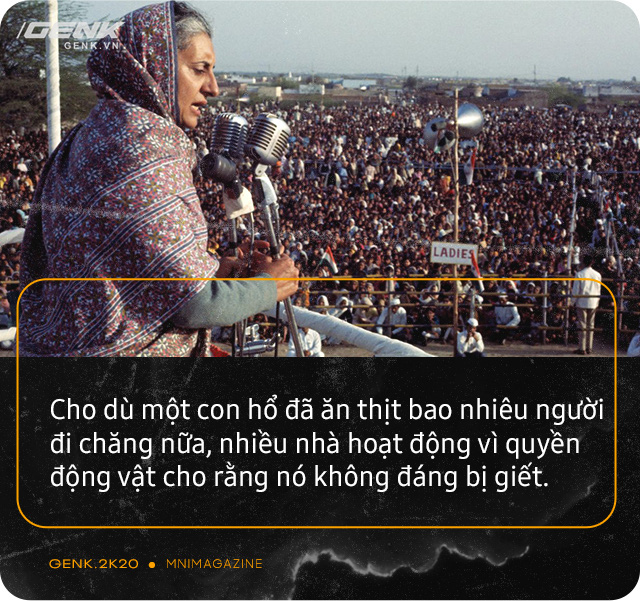 GENK
GENK.VN
LADIES
Cho dù một con hổ đã ăn thịt bao nhiêu người
đi chăng nữa, nhiều nhà hoạt động vì quyền
động vật cho rằng nó không đáng bị giết.
GENK.2K20 • MNIMAGAZINE